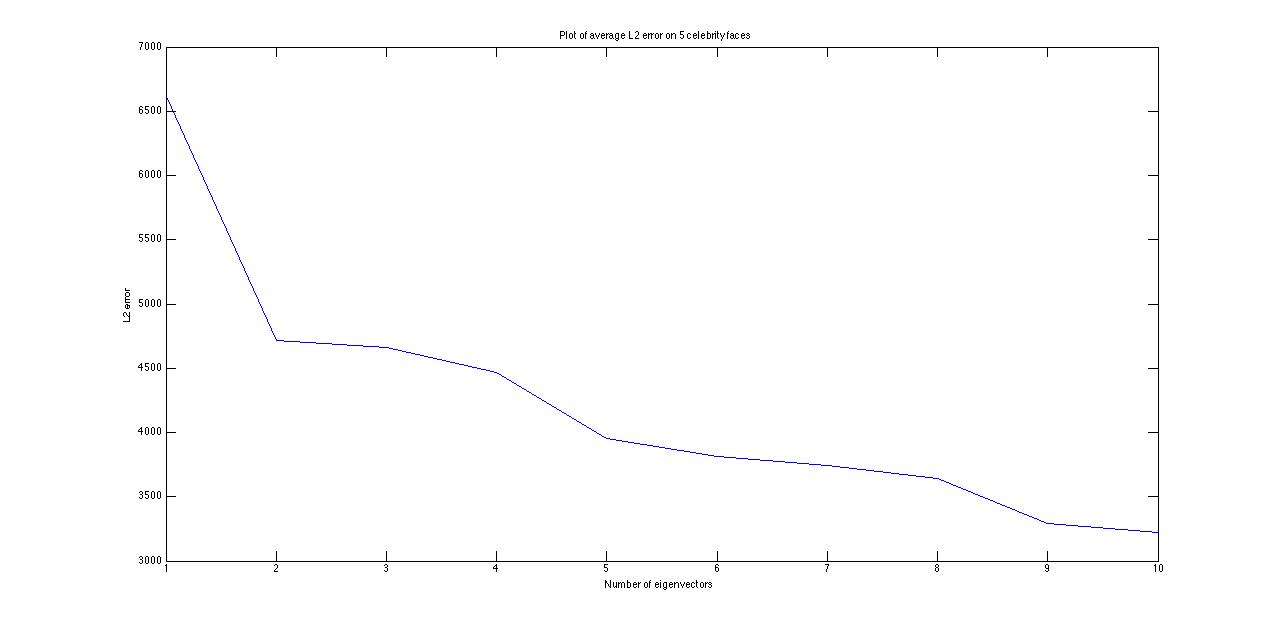 Plot of average L2 error on 5 celebrity faces
7000
6500
6000
5500
5000
4500
4000
3500
3000
L2 error
1 2 3 4 5 6 7 8 9 10
Number of eigenvectors